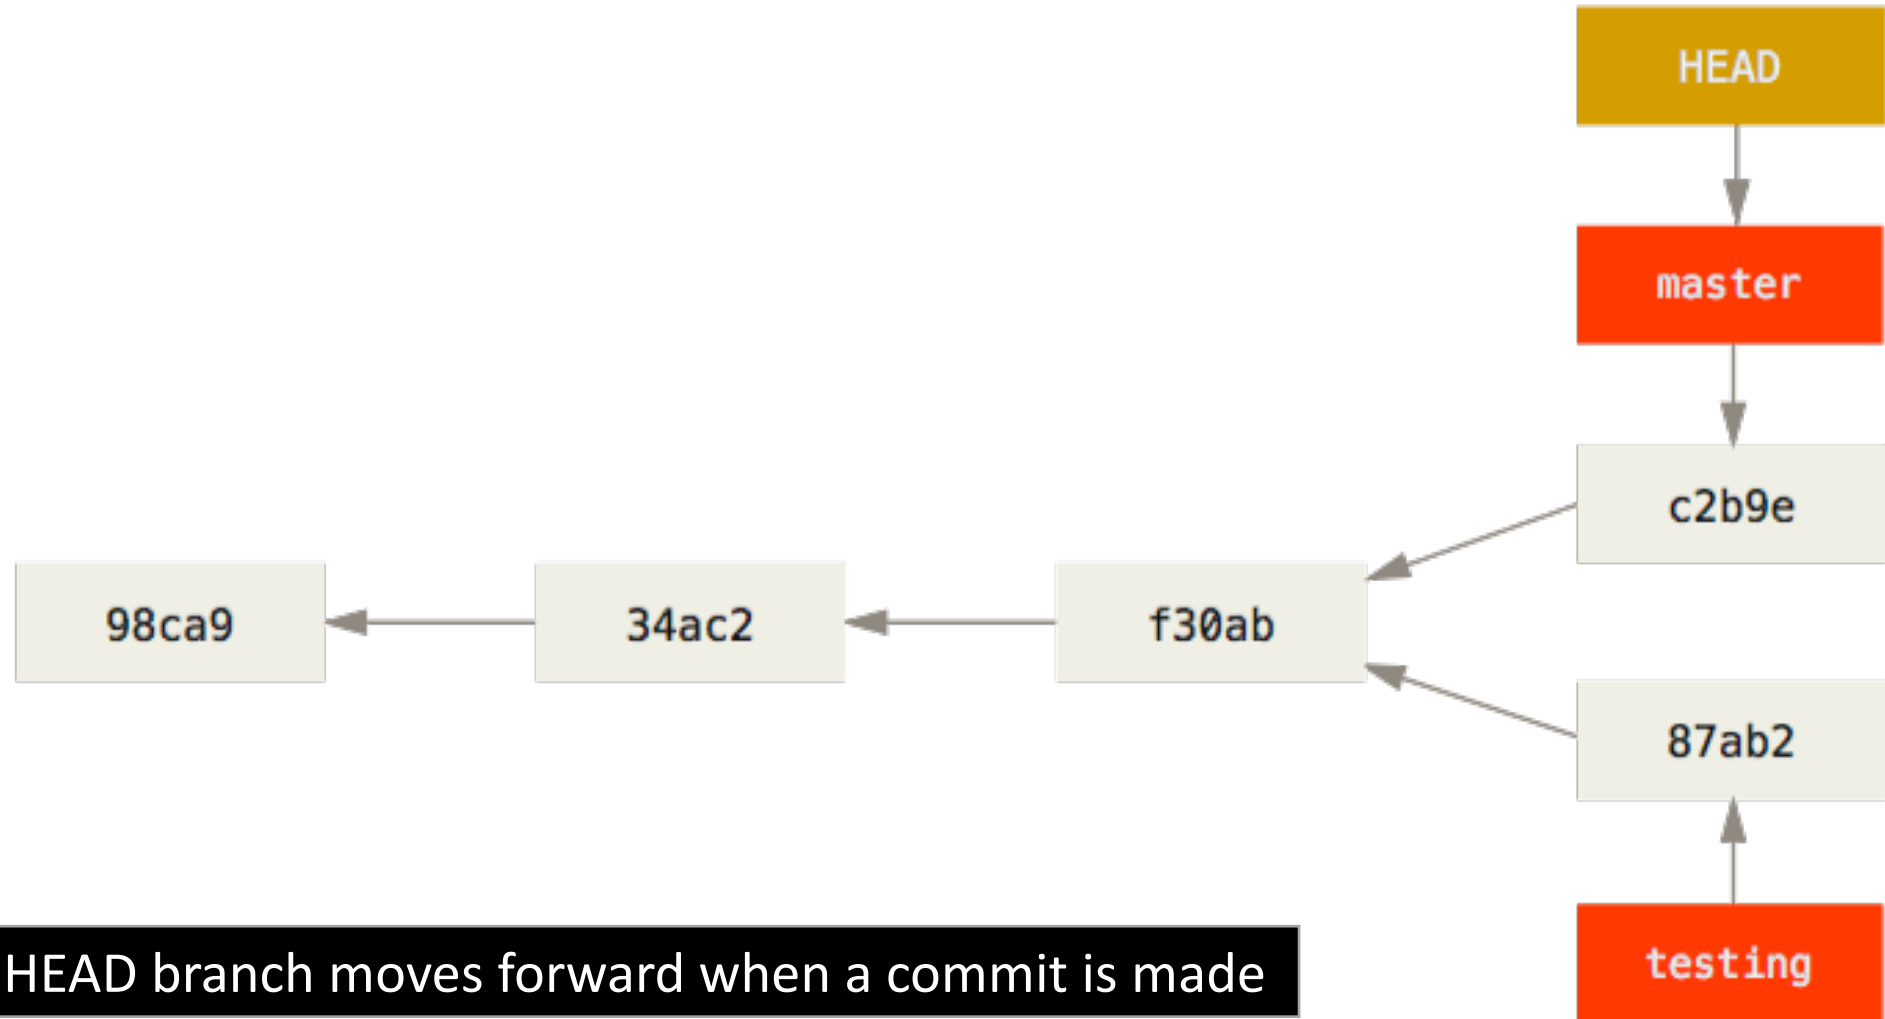 HEAD
master
c2b9e
98ca9
34ac2
f30ab
87ab2
testing
HEAD branch moves forward when a commit is made